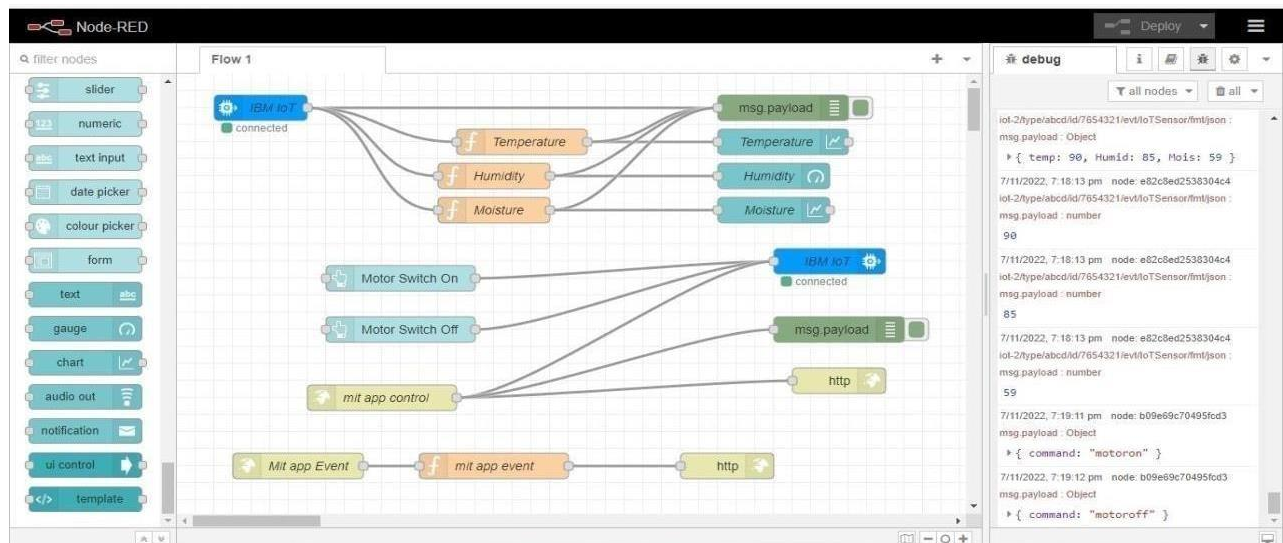 Node-RED
Deploy
filter nodes
slider
123 numeric
abc text input
date picker
colour picker
form
text abc
gauge
chart
audio out
notification
ui control
</> template
Flow 1
IBM IoT
connected
msg.payload
Temperature
Temperature
Humidity
Humidity
Moisture
Moisture
Motor Switch On
IBM IoT
connected
Motor Switch Off
msg.payload
mit app control
http
Mit app Event
mit app event
http
debug
all nodes
all
iot-2/type/abcd/id/7654321/evt/IoTSensor/fmt/json :
msg.payload : Object
{ temp: 90, Humid: 85, Mois: 59 }
7/11/2022, 7:18:13 pm node: e82c8ed2538304c4
iot-2/type/abcd/id/7654321/evt/IoTSensor/fmt/json :
msg.payload : number
90
7/11/2022, 7:18:13 pm node: e82c8ed2538304c4
iot-2/type/abcd/id/7654321/evt/IoTSensor/fmt/json :
msg.payload : number
85
7/11/2022, 7:18:13 pm node: e82c8ed2538304c4
iot-2/type/abcd/id/7654321/evt/IoTSensor/fmt/json :
msg.payload : number
59
7/11/2022, 7:19:11 pm node: b09e69c70495fcd3
msg.payload : Object
{ command: "motoron" }
7/11/2022, 7:19:12 pm node: b09e69c70495fcd3
msg.payload : Object
{ command: "motoroff" }